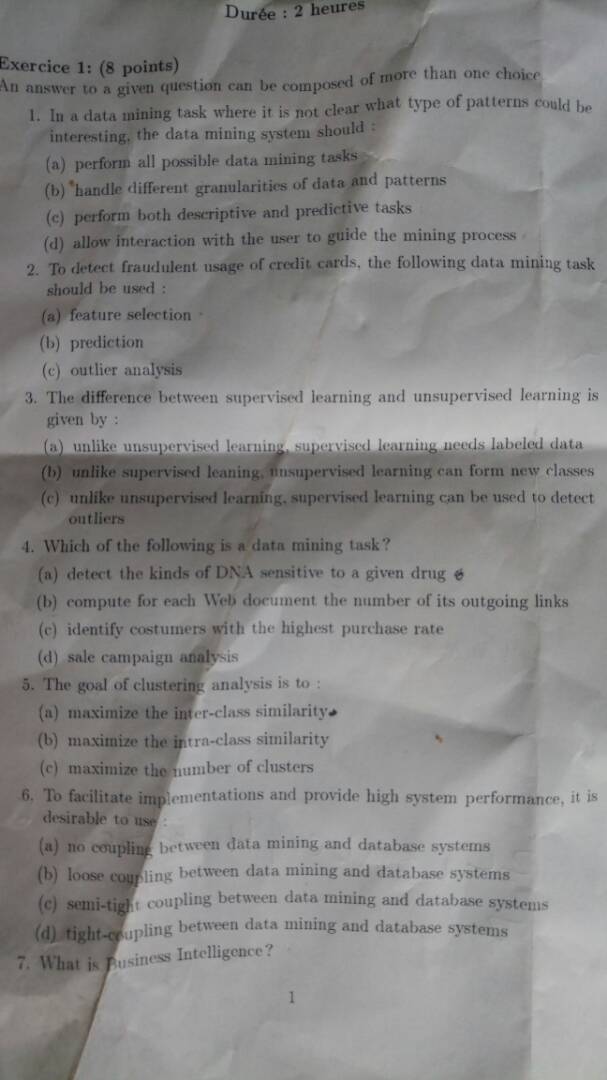 Durée : 2 heures
Exercice 1: (8 points)
An answer to a given question can be composed of more than one choice.
1. In a data mining task where it is not clear what type of patterns could be
interesting, the data mining system should :
(a) perform all possible data mining tasks
(b) handle different granularities of data and patterns
(c) perform both descriptive and predictive tasks
(d) allow interaction with the user to guide the mining process
2. To detect fraudulent usage of credit cards, the following data mining task
should be used :
(a) feature selection
(b) prediction
(c) outlier analysis
3. The difference between supervised learning and unsupervised learning is
given by :
(a) unlike unsupervised learning, supervised learning needs labeled data
(b) unlike supervised leaning, unsupervised learning can form new classes
(c) unlike unsupervised learning, supervised learning can be used to detect
outliers
4. Which of the following is a data mining task?
(a) detect the kinds of DNA sensitive to a given drug
(b) compute for each Web document the number of its outgoing links
(c) identify costumers with the highest purchase rate
(d) sale campaign analysis
5. The goal of clustering analysis is to :
(a) maximize the inter-class similarity
(b) maximize the intra-class similarity
(c) maximize the number of clusters
6. To facilitate implementations and provide high system performance, it is
desirable to use :
(a) no coupling between data mining and database systems
(b) loose coupling between data mining and database systems
(c) semi-tight coupling between data mining and database systems
(d) tight-coupling between data mining and database systems
7. What is Business Intelligence?
1